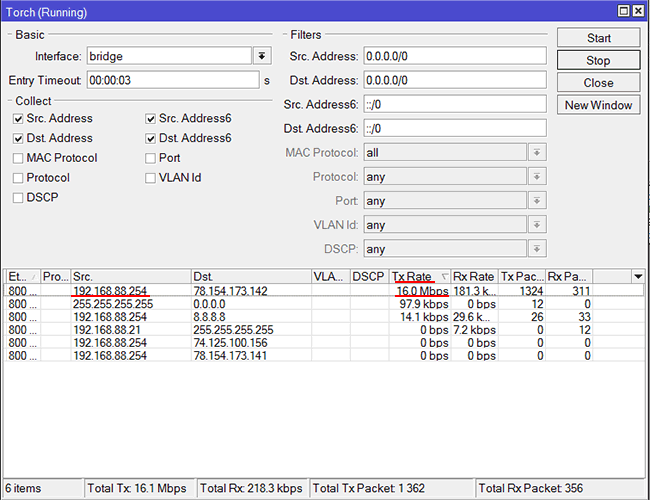 Torch (Running)
Basic
Interface: bridge
Entry Timeout: 00:00:03 s
Collect
Src. Address Src. Address6
Dst. Address Dst. Address6
MAC Protocol Port
Protocol VLAN Id
DSCP
Filters
Src. Address: 0.0.0.0/0
Dst. Address: 0.0.0.0/0
Src. Address6: ::/0
Dst. Address6: ::/0
MAC Protocol: all
Protocol: any
Port: any
VLAN Id: any
DSCP: any
Start
Stop
Close
New Window
Et... Pro... Src. Dst. VLA... DSCP Tx Rate Rx Rate Tx Pac... Rx Pa...
800 ... 192.168.88.254 78.154.173.142 16.0 Mbps 181.3 k... 1324 311
800 ... 255.255.255.255 0.0.0.0 97.9 kbps 0 bps 12 0
800 ... 192.168.88.254 8.8.8.8 14.1 kbps 29.6 k... 26 33
800 ... 192.168.88.21 255.255.255.255 0 bps 7.2 kbps 0 12
800 ... 192.168.88.254 74.125.100.156 0 bps 0 bps 0 0
800 ... 192.168.88.254 78.154.173.141 0 bps 0 bps 0 0
6 items Total Tx: 16.1 Mbps Total Rx: 218.3 kbps Total Tx Packet: 1 362 Total Rx Packet: 356